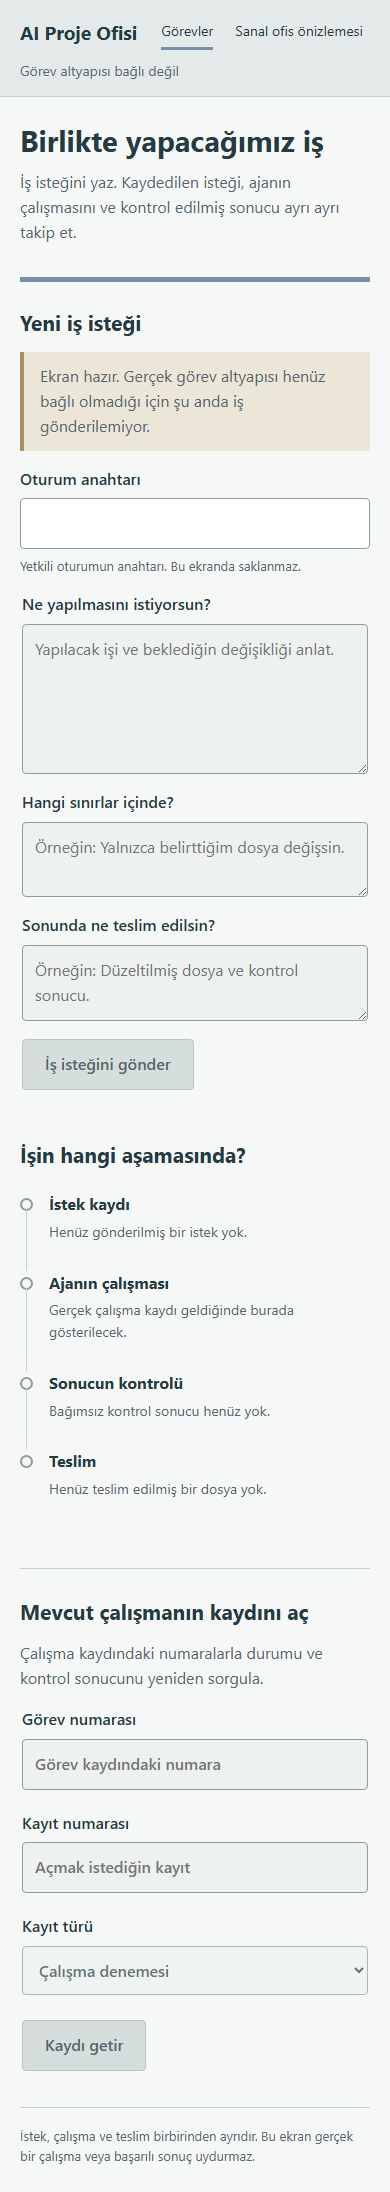 AI Proje Ofisi
Görevler
Sanal ofis önizlemesi
Görev altyapısı bağlı değil
Birlikte yapacağımız iş
İş isteğini yaz. Kaydedilen isteği, ajanın
çalışmasını ve kontrol edilmiş sonucu ayrı ayrı
takip et.
Yeni iş isteği
Ekran hazır. Gerçek görev altyapısı henüz
bağlı olmadığı için şu anda iş
gönderilemiyor.
Oturum anahtarı
Yetkili oturumun anahtarı. Bu ekranda saklanmaz.
Ne yapılmasını istiyorsun?
Yapılacak işi ve beklediğin değişikliği anlat.
Hangi sınırlar içinde?
Örneğin: Yalnızca belirttiğim dosya değişsin.
Sonunda ne teslim edilsin?
Örneğin: Düzeltilmiş dosya ve kontrol
sonucu.
İş isteğini gönder
İşin hangi aşamasında?
İstek kaydı
Henüz gönderilmiş bir istek yok.
Ajanın çalışması
Gerçek çalışma kaydı geldiğinde burada
gösterilecek.
Sonucun kontrolü
Bağımsız kontrol sonucu henüz yok.
Teslim
Henüz teslim edilmiş bir dosya yok.
Mevcut çalışmanın kaydını aç
Çalışma kaydındaki numaralarla durumu ve
kontrol sonucunu yeniden sorgula.
Görev numarası
Görev kaydındaki numara
Kayıt numarası
Açmak istediğin kayıt
Kayıt türü
Çalışma denemesi
Kaydı getir
İstek, çalışma ve teslim birbirinden ayrıdır. Bu ekran gerçek
bir çalışma veya başarılı sonuç uydurmaz.